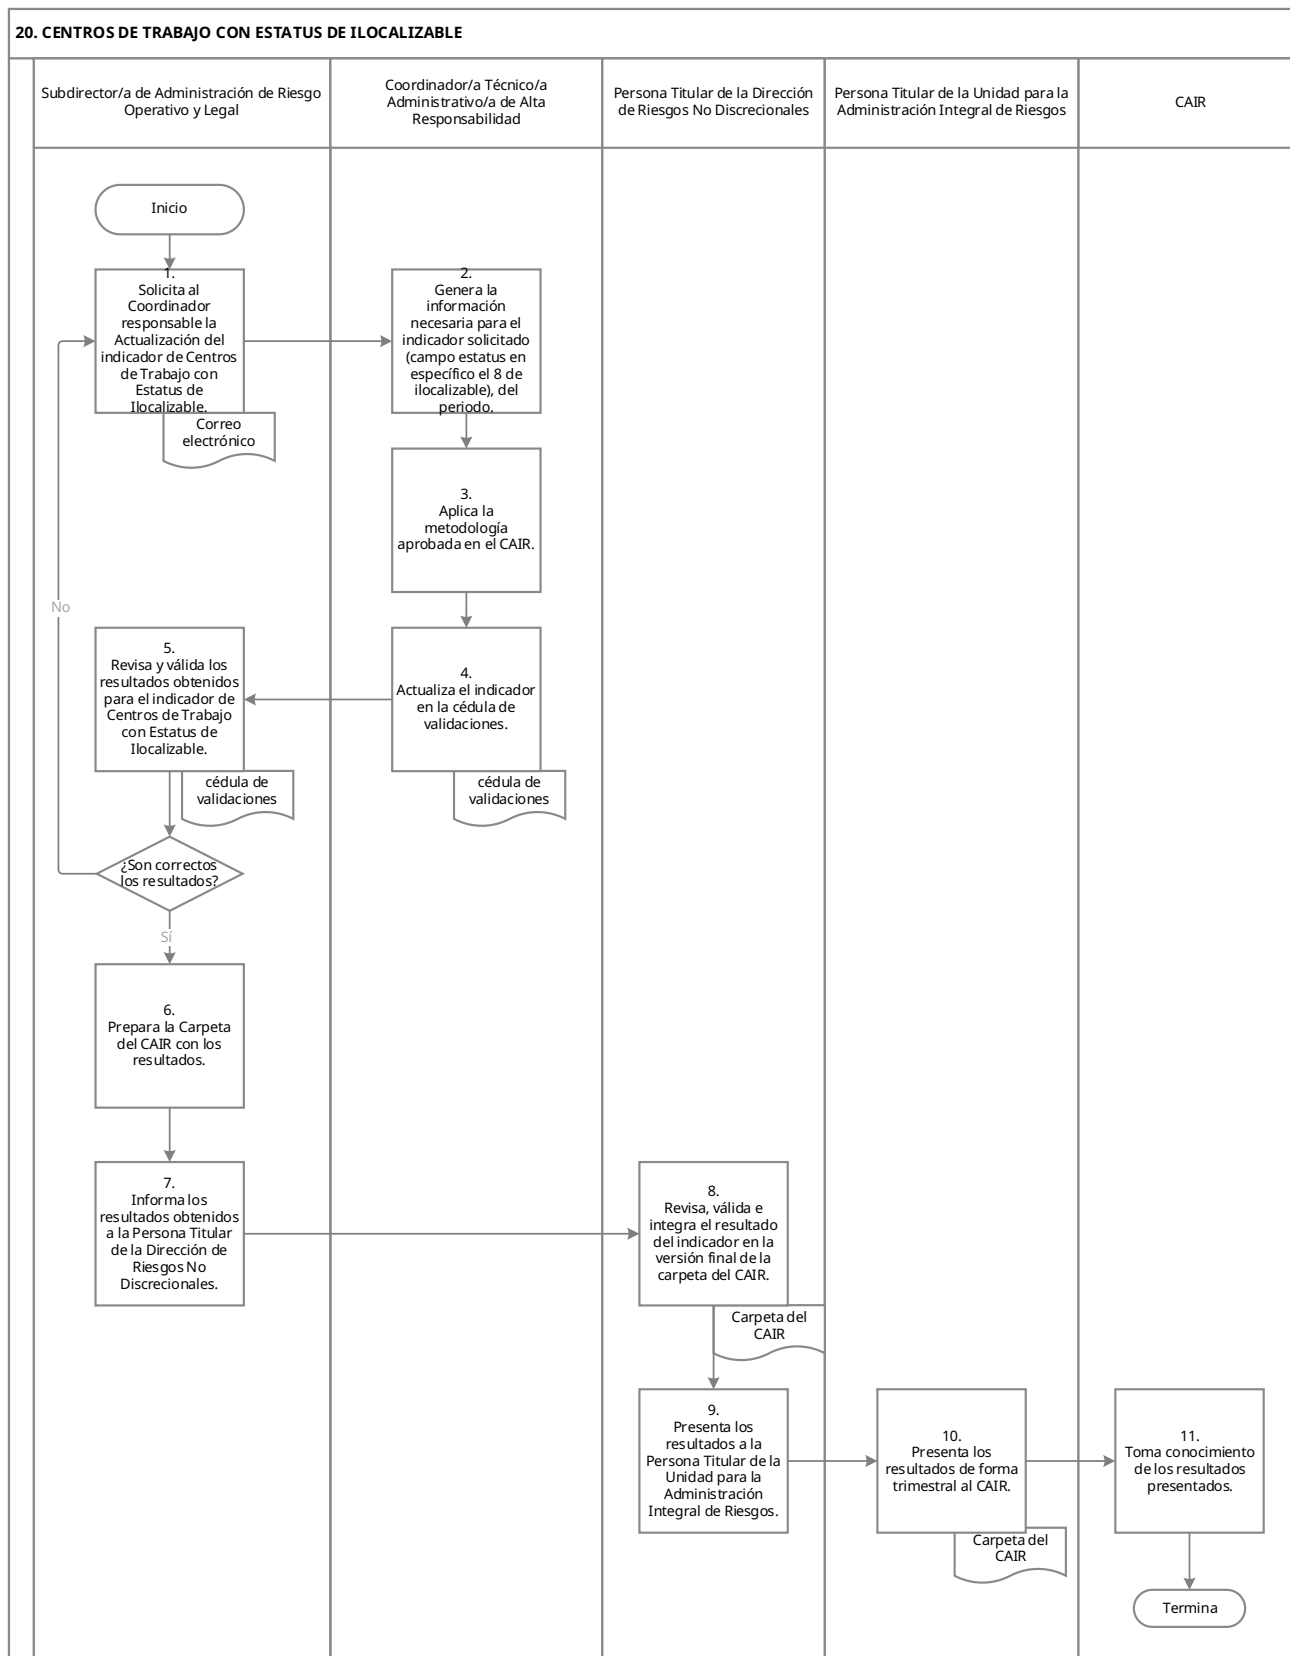 20. CENTROS DE TRABAJO CON ESTATUS DE ILOCALIZABLE
Subdirector/a de Administración de Riesgo
Operativo y Legal
Coordinador/a Técnico/a
Administrativo/a de Alta
Responsabilidad
Persona Titular de la Dirección
de Riesgos No Discrecionales
Persona Titular de la Unidad para la
Administración Integral de Riesgos
CAIR
Inicio
1.
Solicita al
Coordinador
responsable la
Actualización del
indicador de Centros
de Trabajo con
Estatus de
Ilocalizable.
Correo
electrónico
2.
Genera la
información
necesaria para el
indicador solicitado
(campo estatus en
específico el 8 de
ilocalizable), del
periodo.
3.
Aplica la
metodología
aprobada en el CAIR.
4.
Actualiza el indicador
en la cédula de
validaciones.
cédula de
validaciones
5.
Revisa y válida los
resultados obtenidos
para el indicador de
Centros de Trabajo
con Estatus de
Ilocalizable.
cédula de
validaciones
¿Son correctos
los resultados?
No
Sí
6.
Prepara la Carpeta
del CAIR con los
resultados.
7.
Informa los
resultados obtenidos
a la Persona Titular
de la Dirección de
Riesgos No
Discrecionales.
8.
Revisa, válida e
integra el resultado
del indicador en la
versión final de la
carpeta del CAIR.
Carpeta del
CAIR
9.
Presenta los
resultados a la
Persona Titular de la
Unidad para la
Administración
Integral de Riesgos.
10.
Presenta los
resultados de forma
trimestral al CAIR.
Carpeta del
CAIR
11.
Toma conocimiento
de los resultados
presentados.
Termina